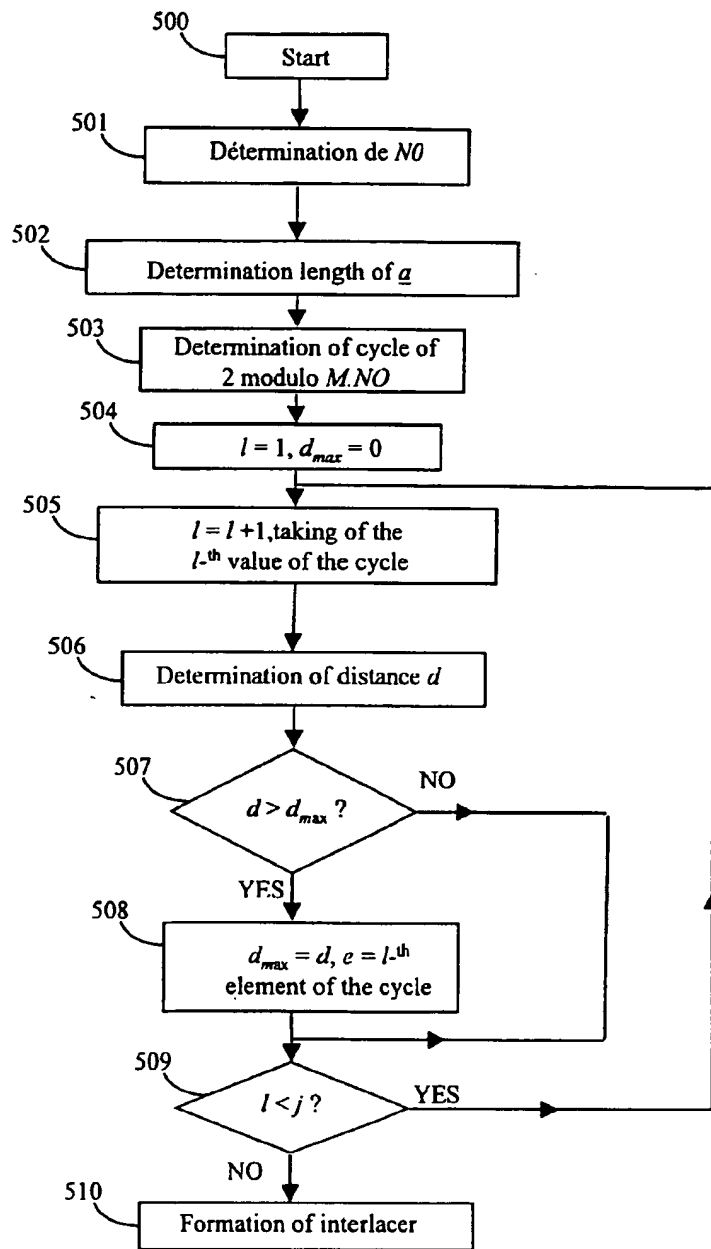 500
Start
501
Détermination de N0
502
Determination length of a
503
Determination of cycle of
2 modulo M.NO
504
l = 1, dmax = 0
505
l = l +1,taking of the
l-th value of the cycle
506
Determination of distance d
507
d > dmax ?
NO
YES
508
dmax = d, e = l-th
element of the cycle
509
l < j ?
YES
NO
510
Formation of interlacer